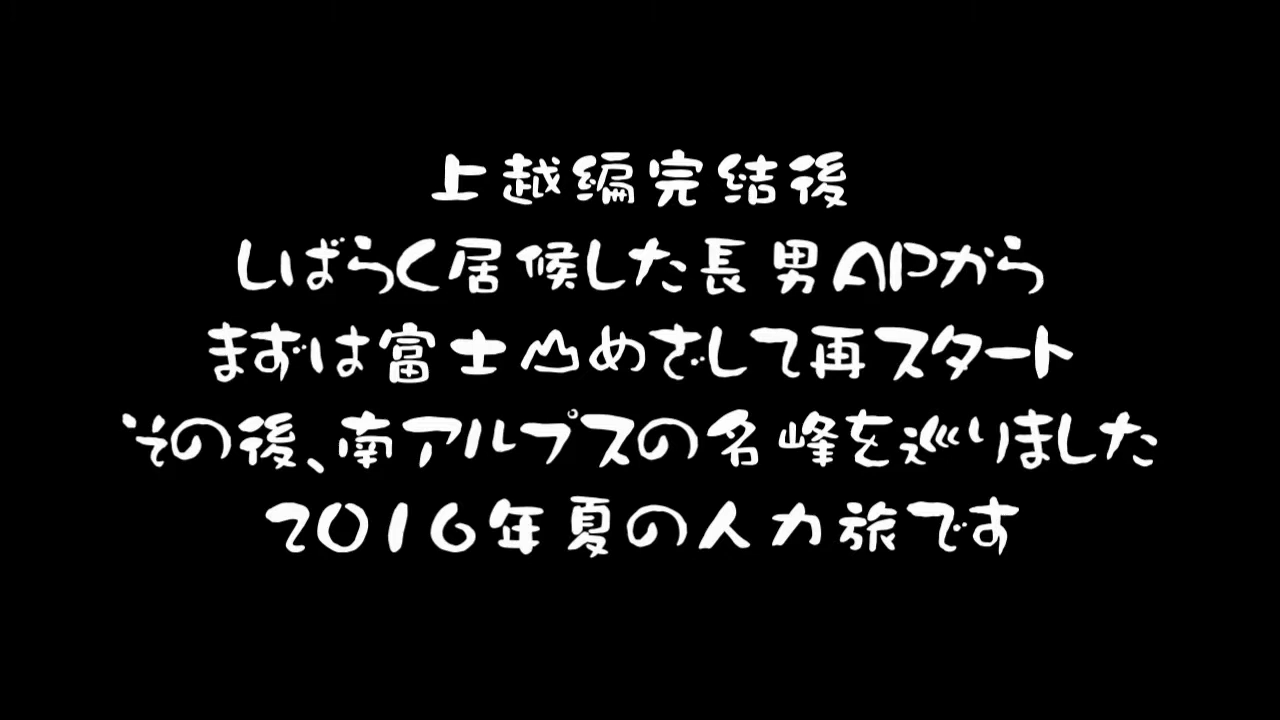 上越編完結後
しばらく居候した長男APから
まずは富士山めざして再スタート
その後、南アルプスの名峰を巡りました
2016年夏の人力旅です